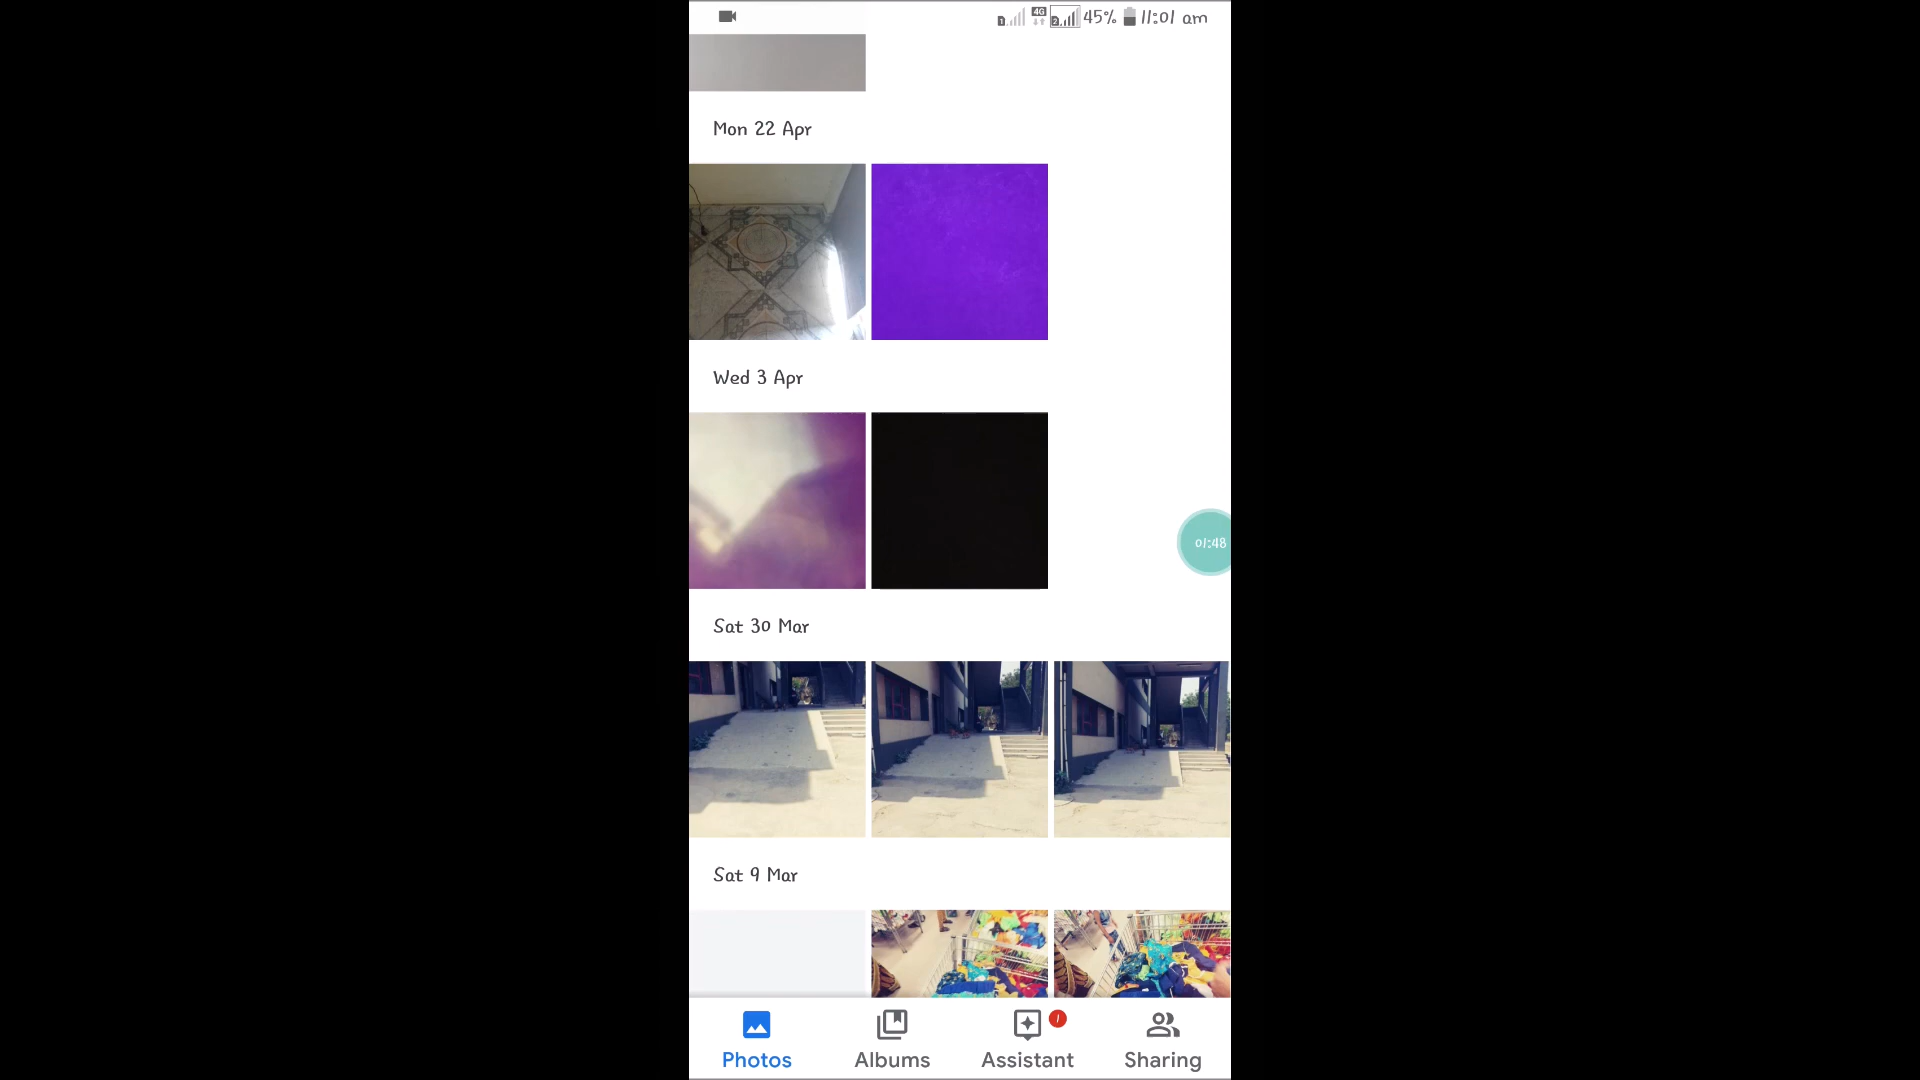 45% 11:01 am
Mon 22 Apr
Wed 3 Apr
01:48
Sat 30 Mar
Sat 9 Mar
Photos Albums Assistant Sharing